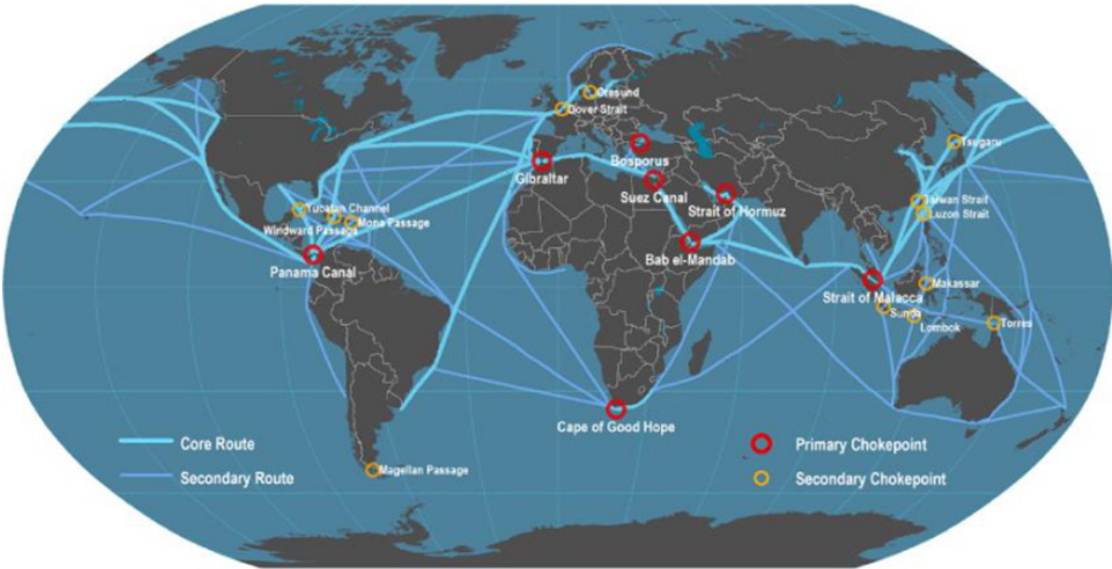 Oresund
Dover Strait
Bosporus
Tsugaru
Gibraltar
Suez Canal
Strait of Hormuz
Taiwan Strait
Luzon Strait
Yucatan Channel
Windward Passage
Mona Passage
Bab el-Mandab
Panama Canal
Makassar
Strait of Malacca
Sunda
Lombok
Torres
Cape of Good Hope
Core Route
Primary Chokepoint
Magellan Passage
Secondary Route
Secondary Chokepoint